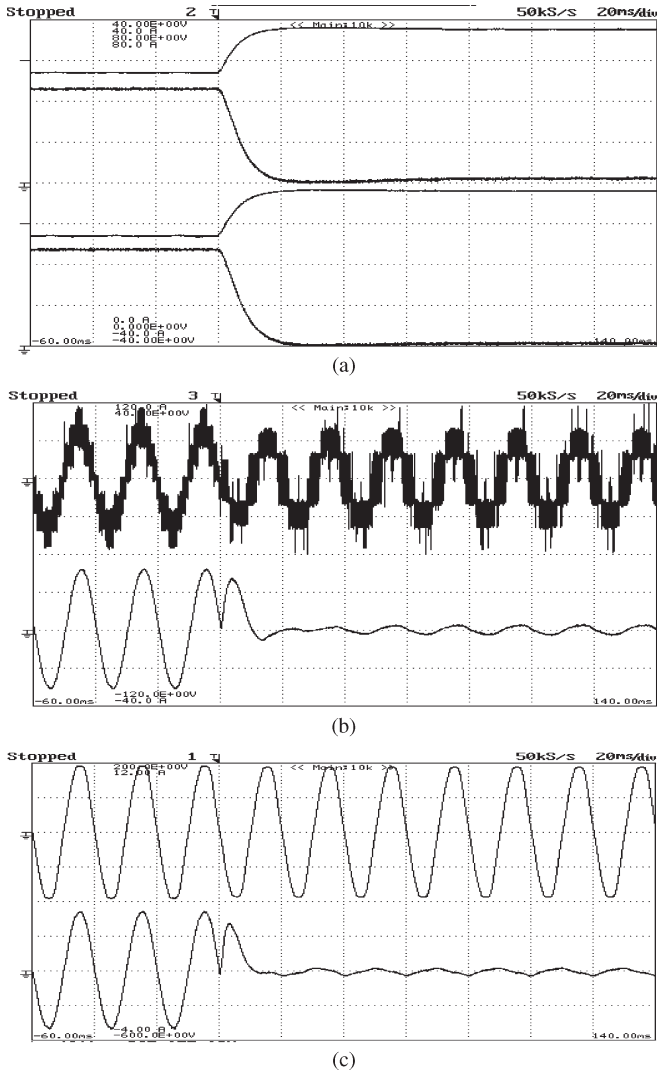 Stopped 2 T 50kS/s 20ms/div
40.00E+00V << Main:10k >>
40.0 A
80.00E+00V
80.0 A
0.0 A
0.000E+00V
-40.0 A
-60.00ms -40.00E+00V 140.00ms
(a)
Stopped 3 T 50kS/s 20ms/div
120.0 A << Main:10k >>
40.00E+00V
-120.0E+00V
-60.00ms -40.0 A 140.00ms
(b)
Stopped 1 T 50kS/s 20ms/div
200.0E+00V << Main:10k >>
12.00 A
-4.00 A
-60.00ms -600.0E+00V 140.00ms
(c)